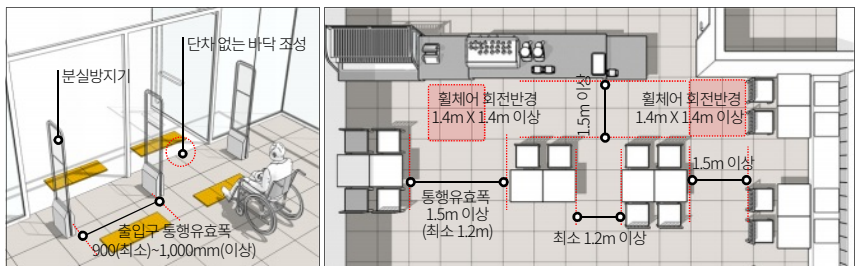 단차 없는 바닥 조성
분실방지기
출입구 통행유효폭
900(최소)~1,000mm(이상)
휠체어 회전반경
1.4m X 1.4m 이상
1.5m 이상
휠체어 회전반경
1.4m X 1.4m 이상
1.5m 이상
통행유효폭
1.5m 이상
(최소 1.2m)
최소 1.2m 이상